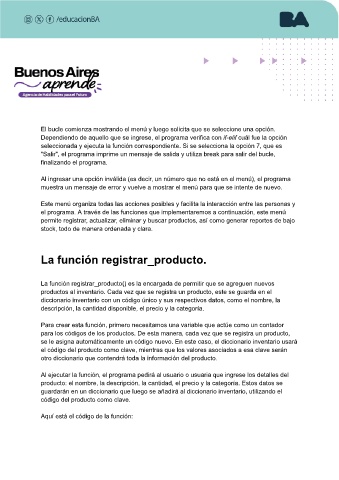 /educacionBA
BA
Buenos Aires
aprende
Agencia de Habilidades para el Futuro
El bucle comienza mostrando el menú y luego solicita que se seleccione una opción.
Dependiendo de aquello que se ingrese, el programa verifica con if-elif cuál fue la opción
seleccionada y ejecuta la función correspondiente. Si se selecciona la opción 7, que es
"Salir", el programa imprime un mensaje de salida y utiliza break para salir del bucle,
finalizando el programa.
Al ingresar una opción inválida (es decir, un número que no está en el menú), el programa
muestra un mensaje de error y vuelve a mostrar el menú para que se intente de nuevo.
Este menú organiza todas las acciones posibles y facilita la interacción entre las personas y
el programa. A través de las funciones que implementaremos a continuación, este menú
permite registrar, actualizar, eliminar y buscar productos, así como generar reportes de bajo
stock, todo de manera ordenada y clara.
La función registrar_producto.
La función registrar_producto() es la encargada de permitir que se agreguen nuevos
productos al inventario. Cada vez que se registra un producto, este se guarda en el
diccionario inventario con un código único y sus respectivos datos, como el nombre, la
descripción, la cantidad disponible, el precio y la categoría.
Para crear esta función, primero necesitamos una variable que actúe como un contador
para los códigos de los productos. De esta manera, cada vez que se registra un producto,
se le asigna automáticamente un código nuevo. En este caso, el diccionario inventario usará
el código del producto como clave, mientras que los valores asociados a esa clave serán
otro diccionario que contendrá toda la información del producto.
Al ejecutar la función, el programa pedirá al usuario o usuaria que ingrese los detalles del
producto: el nombre, la descripción, la cantidad, el precio y la categoría. Estos datos se
guardarán en un diccionario que luego se añadirá al diccionario inventario, utilizando el
código del producto como clave.
Aquí está el código de la función: